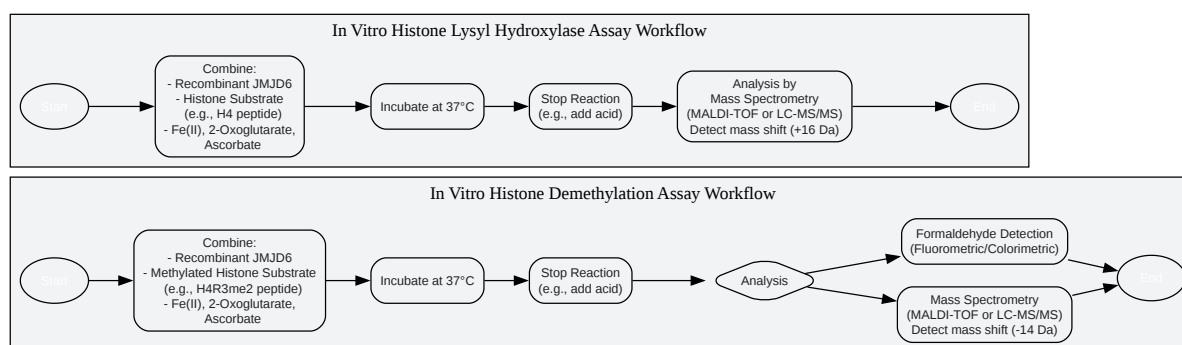 In Vitro Histone Lysyl Hydroxylase Assay Workflow
Start
Combine:
- Recombinant JMJD6
- Histone Substrate
(e.g., H4 peptide)
- Fe(II), 2-Oxoglutarate,
Ascorbate
Incubate at 37°C
Stop Reaction
(e.g., add acid)
Analysis by
Mass Spectrometry
(MALDI-TOF or LC-MS/MS)
Detect mass shift (+16 Da)
End
In Vitro Histone Demethylation Assay Workflow
Start
Combine:
- Recombinant JMJD6
- Methylated Histone Substrate
(e.g., H4R3me2 peptide)
- Fe(II), 2-Oxoglutarate,
Ascorbate
Incubate at 37°C
Stop Reaction
(e.g., add acid)
Analysis
Formaldehyde Detection
(Fluorometric/Colorimetric)
Mass Spectrometry
(MALDI-TOF or LC-MS/MS)
Detect mass shift (-14 Da)
End